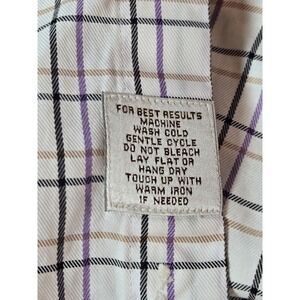 FOR BEST RESULTS
MACHINE
WASH COLD
GENTLE CYCLE
DO NOT BLEACH
LAY FLAT OR
HANG DRY
TOUCH UP WITH
WARM IRON
IF NEEDED